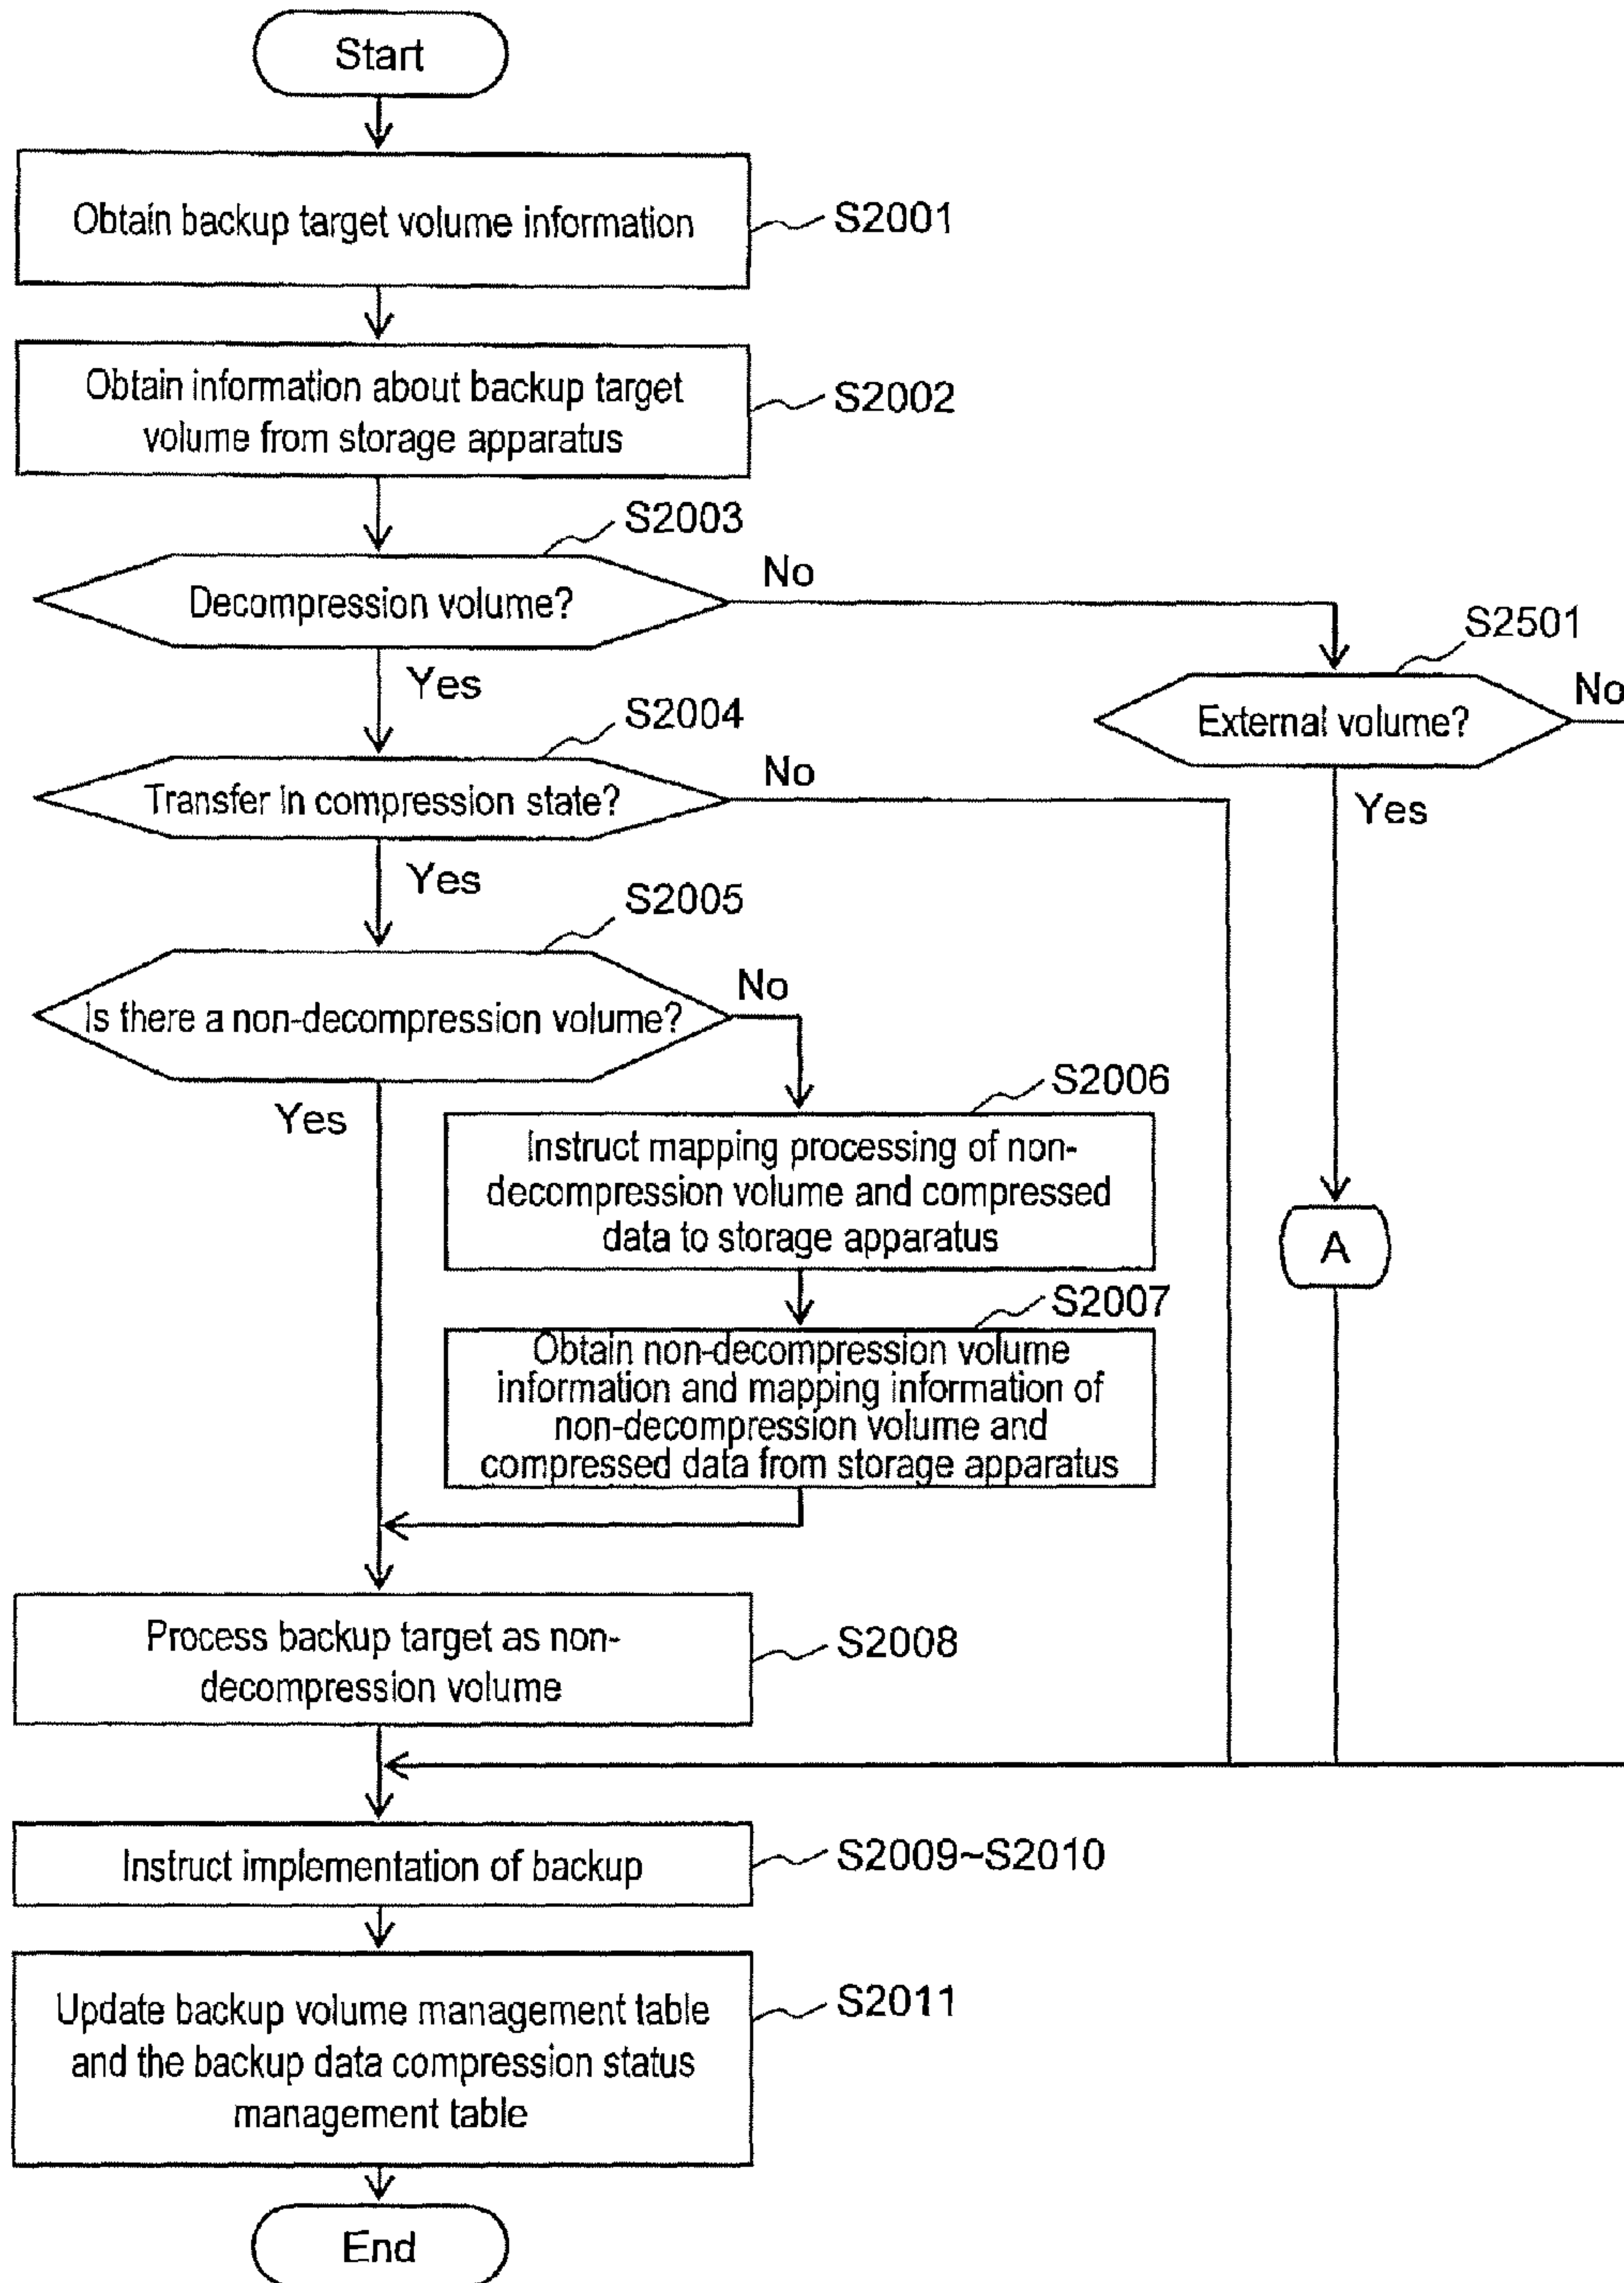 Start
Obtain backup target volume information
S2001
Obtain information about backup target
volume from storage apparatus
S2002
S2003
Decompression volume?
No
Yes
S2501
External volume?
No
Yes
S2004
Transfer in compression state?
No
Yes
S2005
Is there a non-decompression volume?
No
Yes
S2006
Instruct mapping processing of non-
decompression volume and compressed
data to storage apparatus
A
S2007
Obtain non-decompression volume
information and mapping information of
non-decompression volume and
compressed data from storage apparatus
Process backup target as non-
decompression volume
S2008
Instruct implementation of backup
S2009~S2010
Update backup volume management table
and the backup data compression status
management table
S2011
End